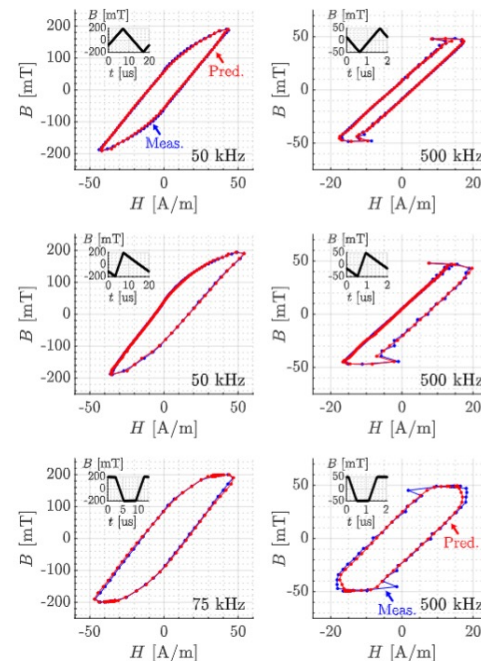 B [mT]
200
0
-200
0 10 20
t [us]
200
100
0
-100
-200
B [mT]
Pred.
Meas.
50 kHz
-50 0 50
H [A/m]
B [mT]
50
0
-50
0 1 2
t [us]
50
0
-50
B [mT]
500 kHz
-20 0 20
H [A/m]
B [mT]
200
0
-200
0 10 20
t [us]
200
100
0
-100
-200
B [mT]
50 kHz
-50 0 50
H [A/m]
B [mT]
50
0
-50
0 1 2
t [us]
50
0
-50
B [mT]
500 kHz
-20 0 20
H [A/m]
B [mT]
200
0
-200
0 5 10
t [us]
200
100
0
-100
-200
B [mT]
75 kHz
-50 0 50
H [A/m]
B [mT]
50
0
-50
0 1 2
t [us]
50
0
-50
B [mT]
Pred.
Meas.
500 kHz
-20 0 20
H [A/m]